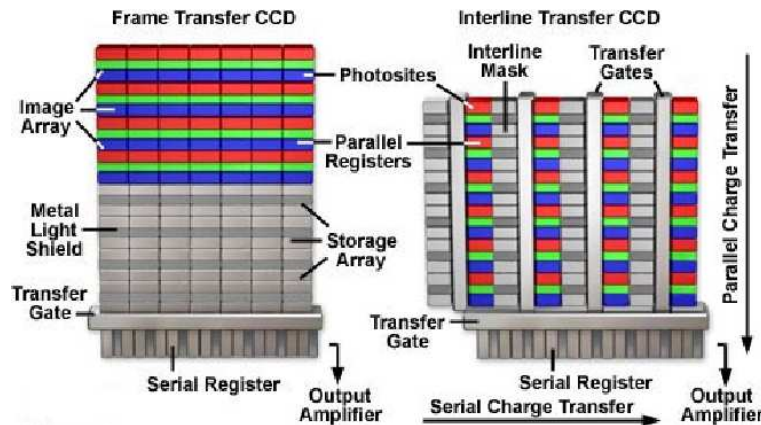 Frame Transfer CCD
Interline Transfer CCD
Image
Array
Photosites
Parallel
Registers
Metal
Light
Shield
Storage
Array
Transfer
Gate
Serial Register
Output
Amplifier
Interline
Mask
Transfer
Gates
Parallel Charge Transfer
Transfer
Gate
Serial Register
Serial Charge Transfer
Output
Amplifier